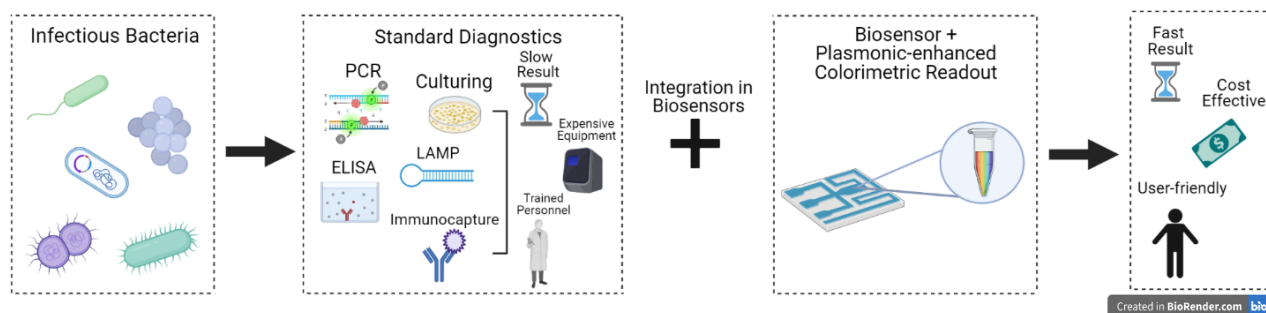 Infectious Bacteria
Standard Diagnostics
PCR
Culturing
ELISA
LAMP
Immunocapture
Slow
Result
Expensive
Equipment
Trained
Personnel
Integration in
Biosensors
Biosensor +
Plasmonic-enhanced
Colorimetric Readout
Fast
Result
Cost
Effective
$
User-friendly
Created in BioRender.com bio